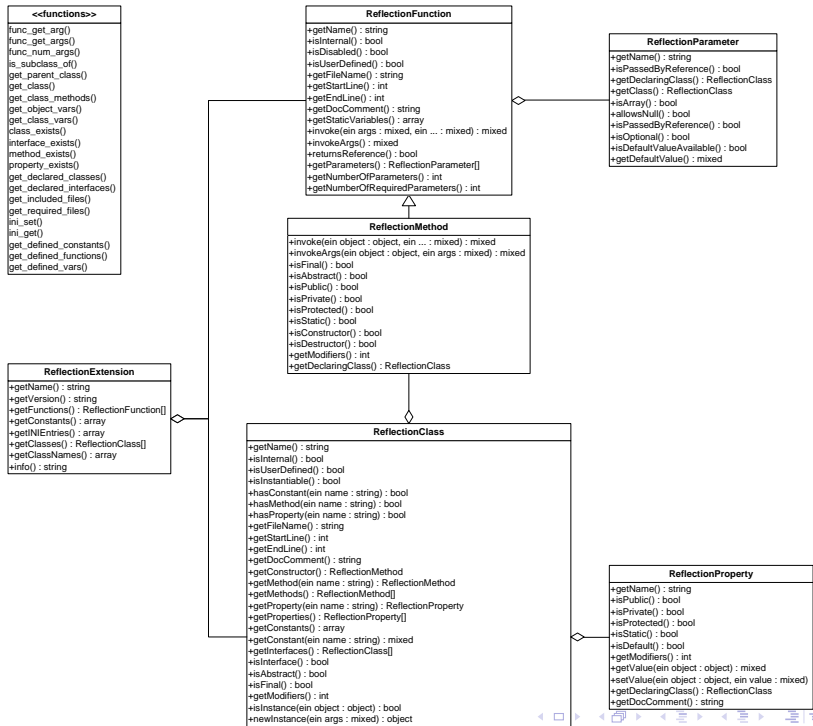 <<functions>>
func_get_arg()
func_get_args()
func_num_args()
is_subclass_of()
get_parent_class()
get_class()
get_class_methods()
get_object_vars()
get_class_vars()
class_exists()
interface_exists()
method_exists()
property_exists()
get_declared_classes()
get_declared_interfaces()
get_included_files()
get_required_files()
ini_set()
ini_get()
get_defined_constants()
get_defined_functions()
get_defined_vars()
ReflectionFunction
+getName() : string
+isInternal() : bool
+isDisabled() : bool
+isUserDefined() : bool
+getFileName() : string
+getStartLine() : int
+getEndLine() : int
+getDocComment() : string
+getStaticVariables() : array
+invoke(ein args : mixed, ein ... : mixed) : mixed
+invokeArgs() : mixed
+returnsReference() : bool
+getParameters() : ReflectionParameter[]
+getNumberOfParameters() : int
+getNumberOfRequiredParameters() : int
ReflectionParameter
+getName() : string
+isPassedByReference() : bool
+getDeclaringClass() : ReflectionClass
+getClass() : ReflectionClass
+isArray() : bool
+allowsNull() : bool
+isPassedByReference() : bool
+isOptional() : bool
+isDefaultValueAvailable() : bool
+getDefaultValue() : mixed
ReflectionMethod
+invoke(ein object : object, ein ... : mixed) : mixed
+invokeArgs(ein object : object, ein args : mixed) : mixed
+isFinal() : bool
+isAbstract() : bool
+isPublic() : bool
+isPrivate() : bool
+isProtected() : bool
+isStatic() : bool
+isConstructor() : bool
+isDestructor() : bool
+getModifiers() : int
+getDeclaringClass() : ReflectionClass
ReflectionExtension
+getName() : string
+getVersion() : string
+getFunctions() : ReflectionFunction[]
+getConstants() : array
+getINIEntries() : array
+getClasses() : ReflectionClass[]
+getClassNames() : array
+info() : string
ReflectionClass
+getName() : string
+isInternal() : bool
+isUserDefined() : bool
+isInstantiable() : bool
+hasConstant(ein name : string) : bool
+hasMethod(ein name : string) : bool
+hasProperty(ein name : string) : bool
+getFileName() : string
+getStartLine() : int
+getEndLine() : int
+getDocComment() : string
+getConstructor() : ReflectionMethod
+getMethod(ein name : string) : ReflectionMethod
+getMethods() : ReflectionMethod[]
+getProperty(ein name : string) : ReflectionProperty
+getProperties() : ReflectionProperty[]
+getConstants() : array
+getConstant(ein name : string) : mixed
+getInterfaces() : ReflectionClass[]
+isInterface() : bool
+isAbstract() : bool
+isFinal() : bool
+getModifiers() : int
+isInstance(ein object : object) : bool
+newInstance(ein args : mixed) : object
ReflectionProperty
+getName() : string
+isPublic() : bool
+isPrivate() : bool
+isProtected() : bool
+isStatic() : bool
+isDefault() : bool
+getModifiers() : int
+getValue(ein object : object) : mixed
+setValue(ein object : object, ein value : mixed)
+getDeclaringClass() : ReflectionClass
+getDocComment() : string